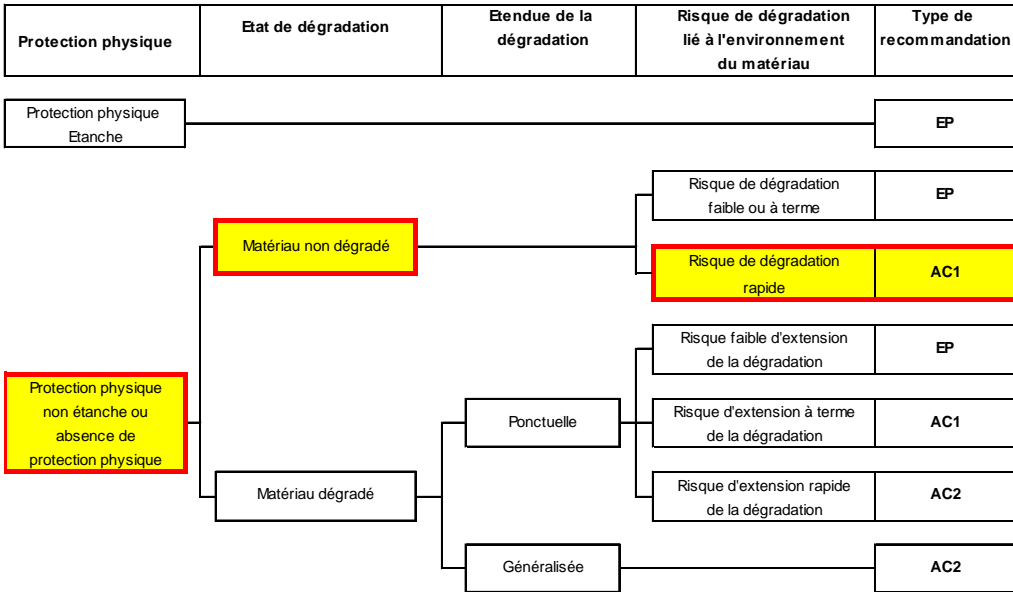 Protection physique
Etat de dégradation
Etendue de la
dégradation
Risque de dégradation
lié à l'environnement
du matériau
Type de
recommandation
Protection physique
Etanche
EP
Risque de dégradation
faible ou à terme
EP
Matériau non dégradé
Risque de dégradation
rapide
AC1
Risque faible d'extension
de la dégradation
EP
Protection physique
non étanche ou
absence de
protection physique
Ponctuelle
Risque d'extension à terme
de la dégradation
AC1
Matériau dégradé
Risque d'extension rapide
de la dégradation
AC2
Généralisée
AC2